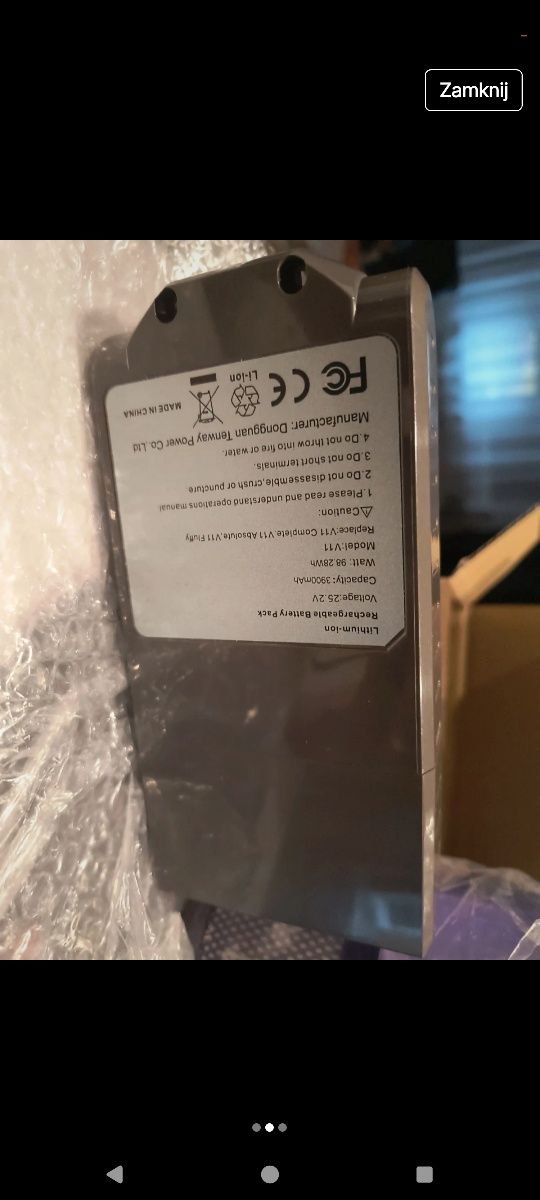 Zamknij
Lithium-ion
Rechargeable Battery Pack
Voltage:25.2V
Capacity: 3900mAh
Watt: 98.28Wh
Model:V11
Replace:V11 Complete V11 Absolute V11 Fluffy
⚠Caution:
1.Please read and understand operations manual
2.Do not disassemble,crush or puncture
3.Do not short terminals.
4.Do not throw into fire or water.
Manufacturer: Dongguan Tenway Power Co.,Ltd
FC CE Li-ion MADE IN CHINA